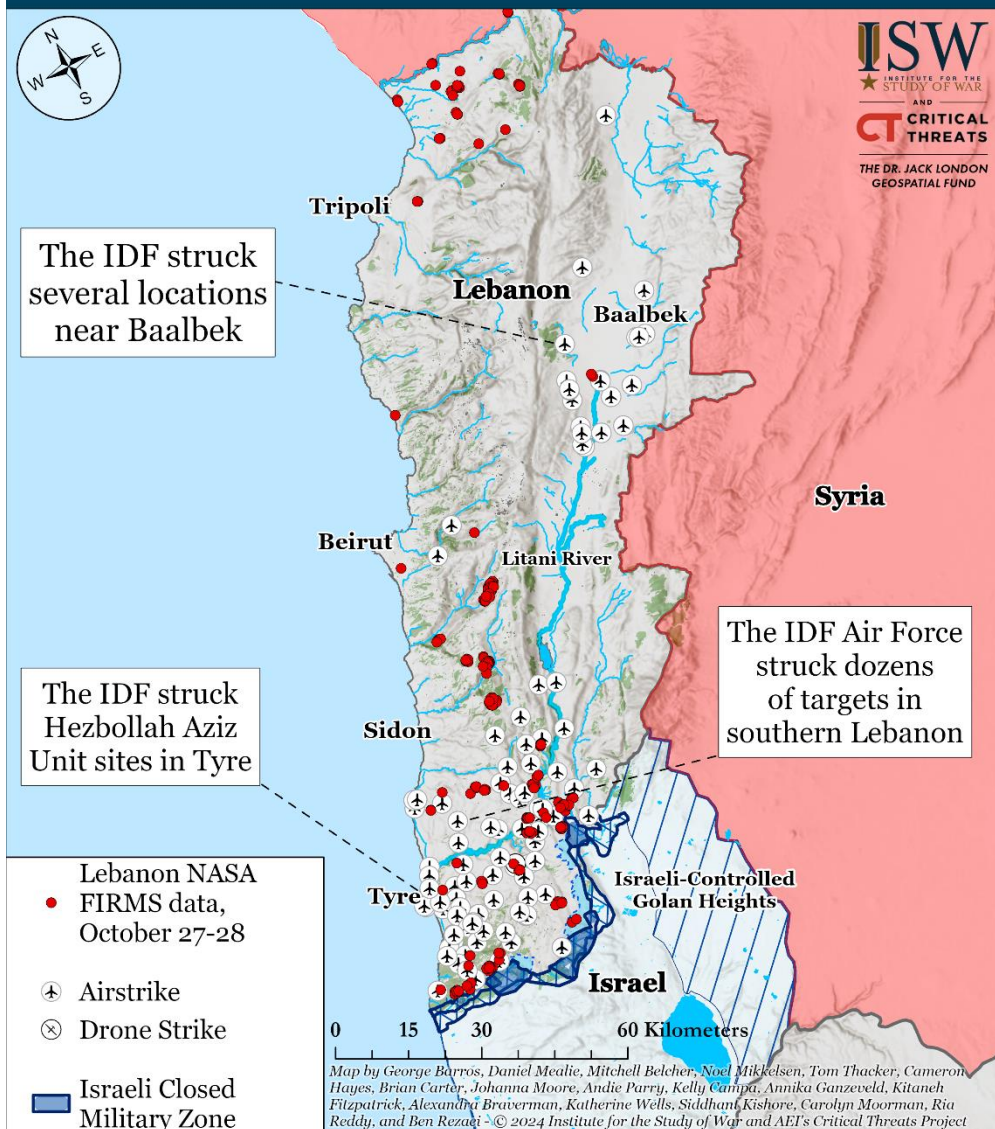 N
E
S
W
ISW
INSTITUTE FOR THE
STUDY OF WAR
AND
CT CRITICAL
THREATS
THE DR. JACK LONDON
GEOSPATIAL FUND
Tripoli
The IDF struck
several locations
near Baalbek
Lebanon
Baalbek
Syria
Beirut
Litani River
The IDF Air Force
struck dozens
of targets in
southern Lebanon
The IDF struck
Hezbollah Aziz
Unit sites in Tyre
Sidon
Tyre
Israeli-Controlled
Golan Heights
Israel
Lebanon NASA
FIRMS data,
October 27-28
Airstrike
Drone Strike
Israeli Closed
Military Zone
0 15 30 60 Kilometers
Map by George Barros, Daniel Mealie, Mitchell Belcher, Noel Mikkelsen, Tom Thacker, Cameron
Hayes, Brian Carter, Johanna Moore, Andie Parry, Kelly Campa, Annika Ganzeveld, Kitaneh
Fitzpatrick, Alexandra Braverman, Katherine Wells, Siddhant Kishore, Carolyn Moorman, Ria
Reddy, and Ben Rezaei - © 2024 Institute for the Study of War and AEI's Critical Threats Project